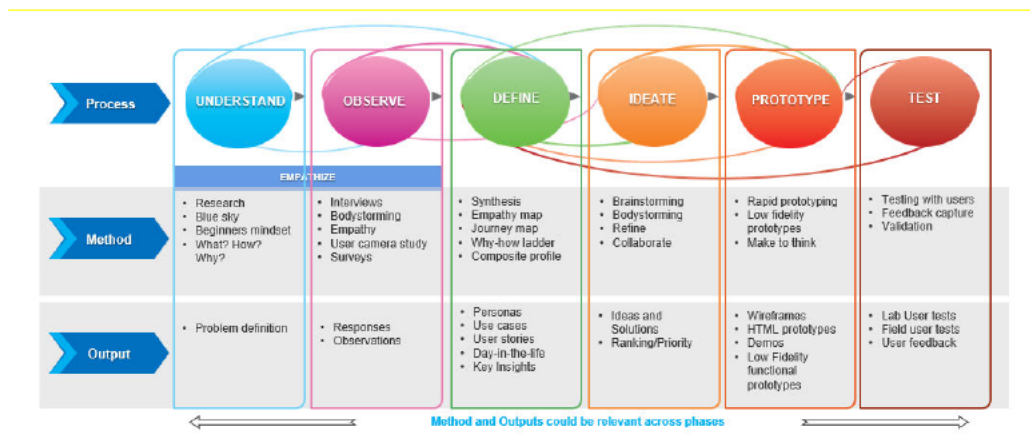 Process
UNDERSTAND
OBSERVE
DEFINE
IDEATE
PROTOTYPE
TEST
EMPATHIZE
Method
• Research
• Blue sky
• Beginners mindset
• What? How?
Why?
• Interviews
• Bodystorming
• Empathy
• User camera study
• Surveys
• Synthesis
• Empathy map
• Journey map
• Why-how ladder
• Composite profile
• Brainstorming
• Bodystorming
• Refine
• Collaborate
• Rapid prototyping
• Low fidelity
prototypes
• Make to think
• Testing with users
• Feedback capture
• Validation
Output
• Problem definition
• Responses
• Observations
• Personas
• Use cases
• User stories
• Day-in-the-life
• Key Insights
• Ideas and
Solutions
• Ranking/Priority
• Wireframes
• HTML prototypes
• Demos
• Low Fidelity
functional
prototypes
• Lab User tests
• Field user tests
• User feedback
Method and Outputs could be relevant across phases